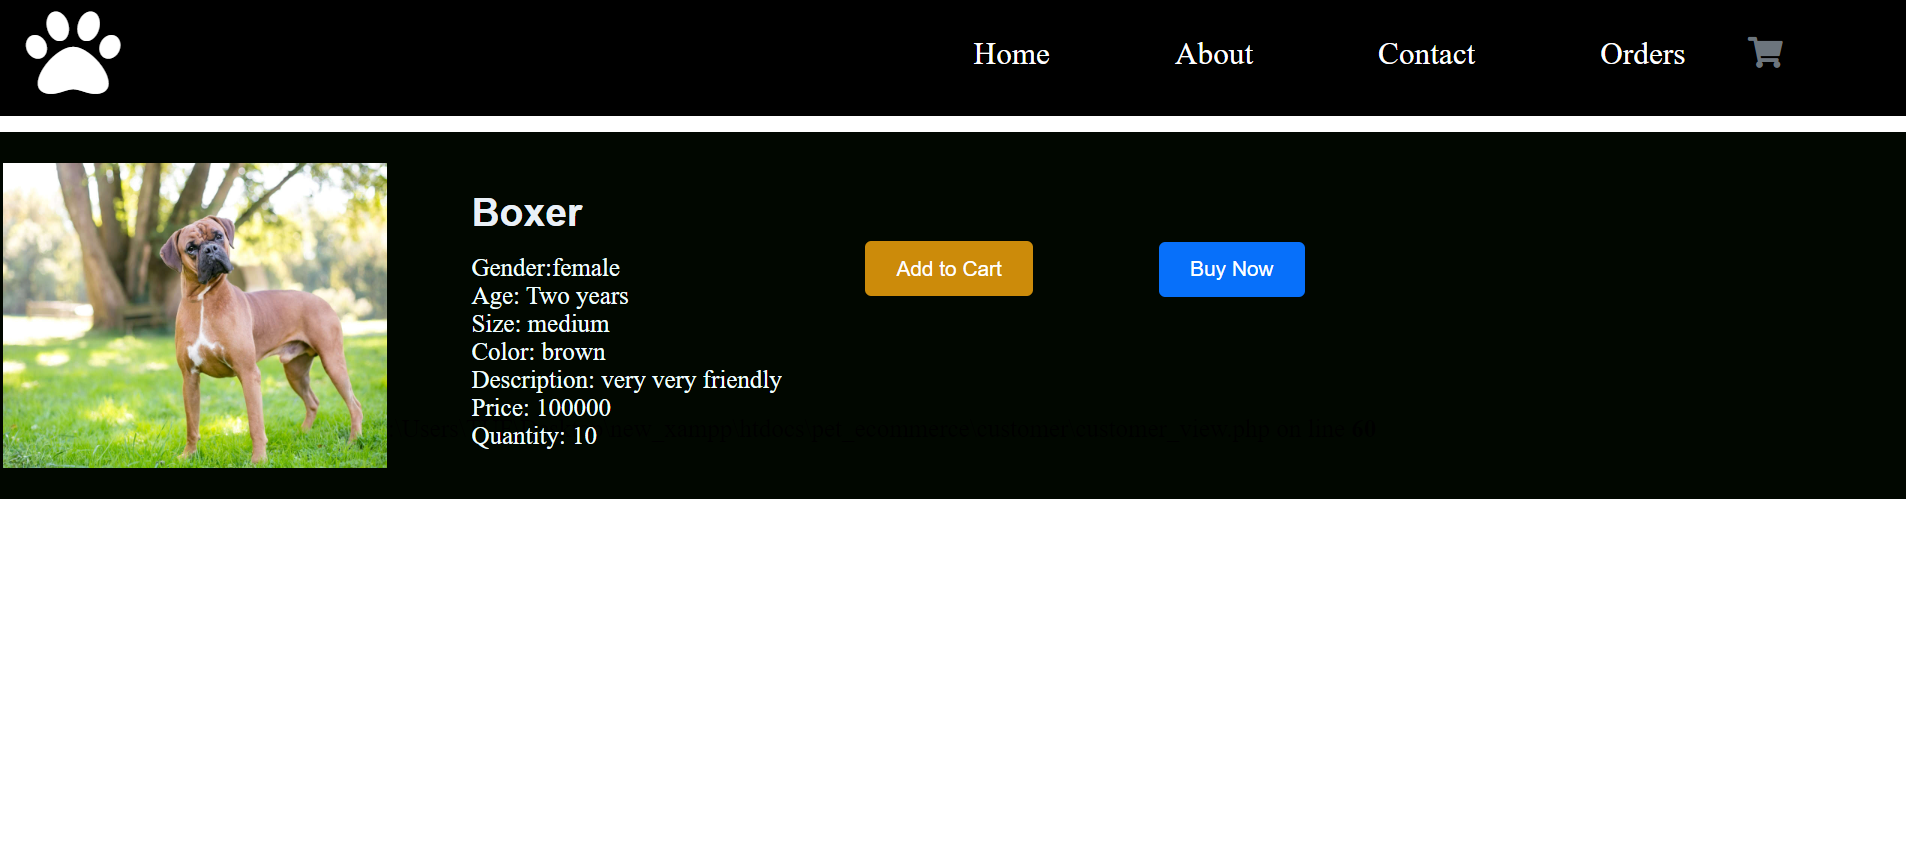 Home About Contact Orders
Boxer
Gender:female
Add to Cart Buy Now
Age: Two years
Size: medium
Color: brown
Description: very very friendly
Price: 100000
Quantity: 10